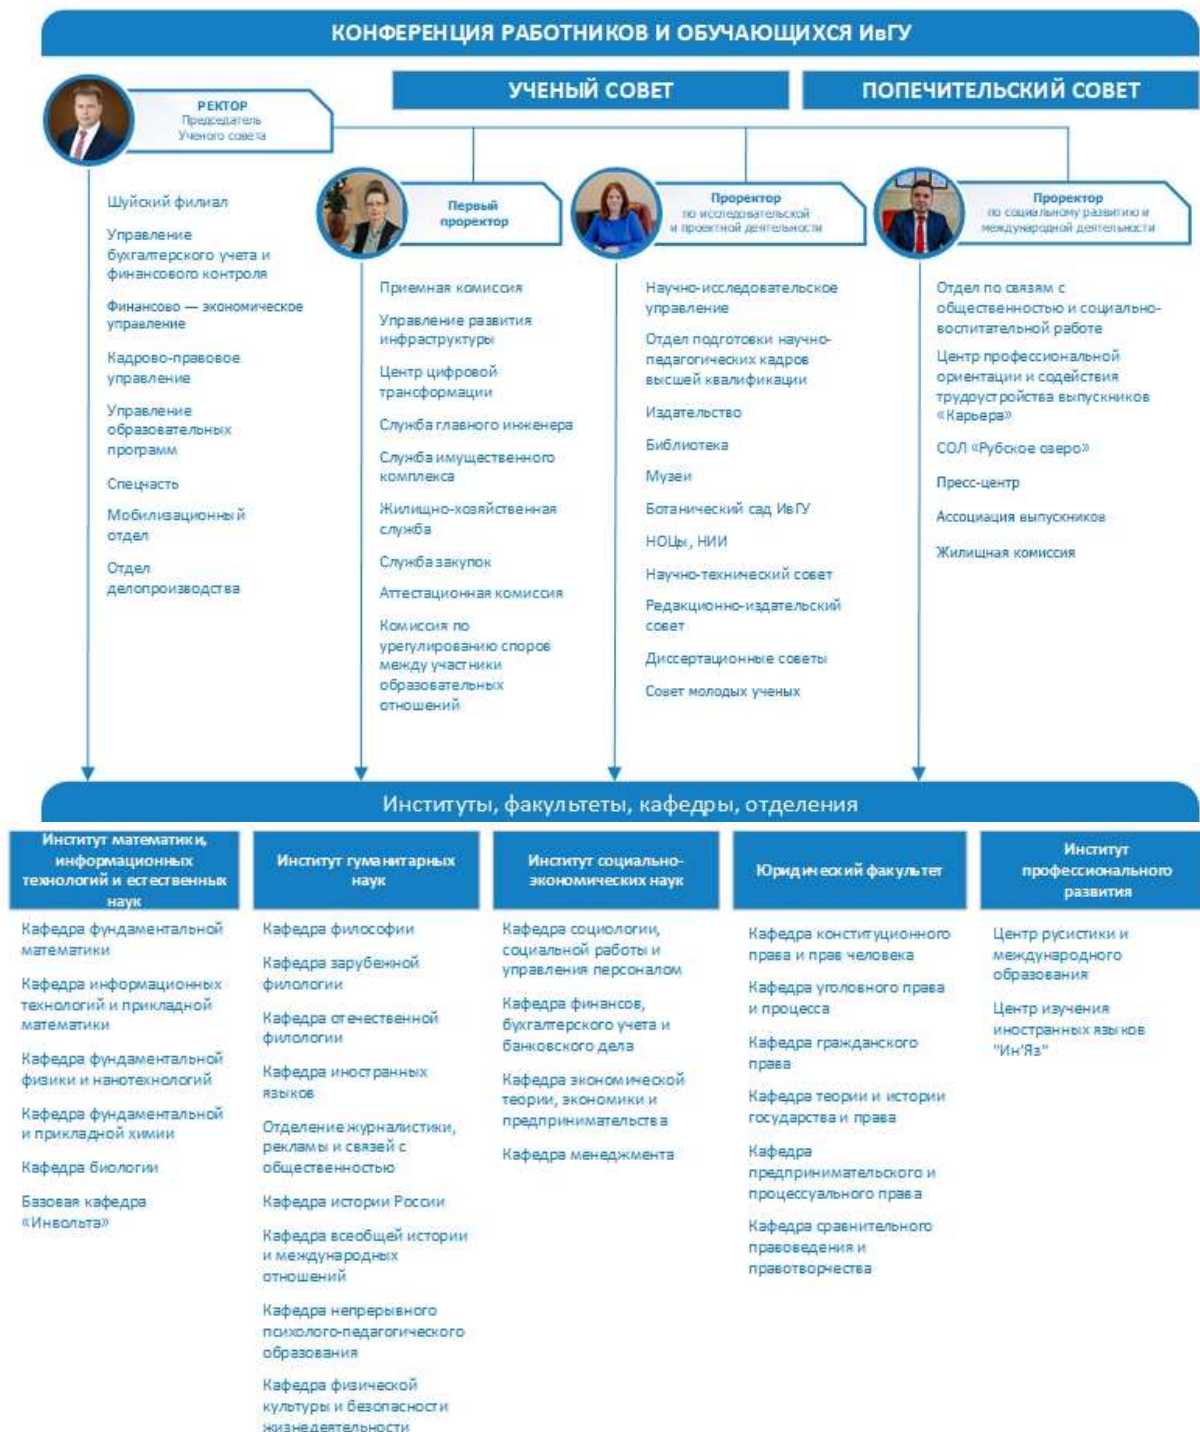 КОНФЕРЕНЦИЯ РАБОТНИКОВ И ОБУЧАЮЩИХСЯ ИвГУ
УЧЕНЫЙ СОВЕТ
ПОПЕЧИТЕЛЬСКИЙ СОВЕТ
РЕКТОР
Председатель
Ученого совета
Шуйский филиал
Управление
бухгалтерского учета и
финансового контроля
Финансово — экономическое
управление
Кадрово-правовое
управление
Управление
образовательных
программ
Спецчасть
Мобилизационный
отдел
Отдел
делопроизводства
Первый
проректор
Приемная комиссия
Управление развития
инфраструктуры
Центр цифровой
трансформации
Служба главного инженера
Служба имущественного
комплекса
Жилищно-хозяйственная
служба
Служба закупок
Аттестационная комиссия
Комиссия по
урегулированию споров
между участники
образовательных
отношений
Проректор
по исследовательской
и проектной деятельности
Научно-исследовательское
управление
Отдел подготовки научно-
педагогических кадров
высшей квалификации
Издательство
Библиотека
Музеи
Ботанический сад ИвГУ
НОЦы, НИИ
Научно-технический совет
Редакционно-издательский
совет
Диссертационные советы
Совет молодых ученых
Проректор
по социальному развитию и
международной деятельности
Отдел по связям с
общественностью и социально-
воспитательной работе
Центр профессиональной
ориентации и содействия
трудоустройства выпускников
«Карьера»
СОЛ «Рубское озеро»
Пресс-центр
Ассоциация выпускников
Жилищная комиссия
Институты, факультеты, кафедры, отделения
Институт математики,
информационных
технологий и естественных
наук
Кафедра фундаментальной
математики
Кафедра информационных
технологий и прикладной
математики
Кафедра фундаментальной
физики и нанотехнологий
Кафедра фундаментальной
и прикладной химии
Кафедра биологии
Базовая кафедра
«Инвольта»
Институт гуманитарных
наук
Кафедра философии
Кафедра зарубежной
филологии
Кафедра отечественной
филологии
Кафедра иностранных
языков
Отделение журналистики,
рекламы и связей с
общественностью
Кафедра истории России
Кафедра всеобщей истории
и международных
отношений
Кафедра непрерывного
психолого-педагогического
образования
Кафедра физической
культуры и безопасности
жизнедеятельности
Институт социально-
экономических наук
Кафедра социологии,
социальной работы и
управления персоналом
Кафедра финансов,
бухгалтерского учета и
банковского дела
Кафедра экономической
теории, экономики и
предпринимательства
Кафедра менеджмента
Юридический факультет
Кафедра конституционного
права и прав человека
Кафедра уголовного права
и процесса
Кафедра гражданского
права
Кафедра теории и истории
государства и права
Кафедра
предпринимательского и
процессуального права
Кафедра сравнительного
правоведения и
правотворчества
Институт
профессионального
развития
Центр русистики и
международного
образования
Центр изучения
иностранных языков
"Ин'Яз"